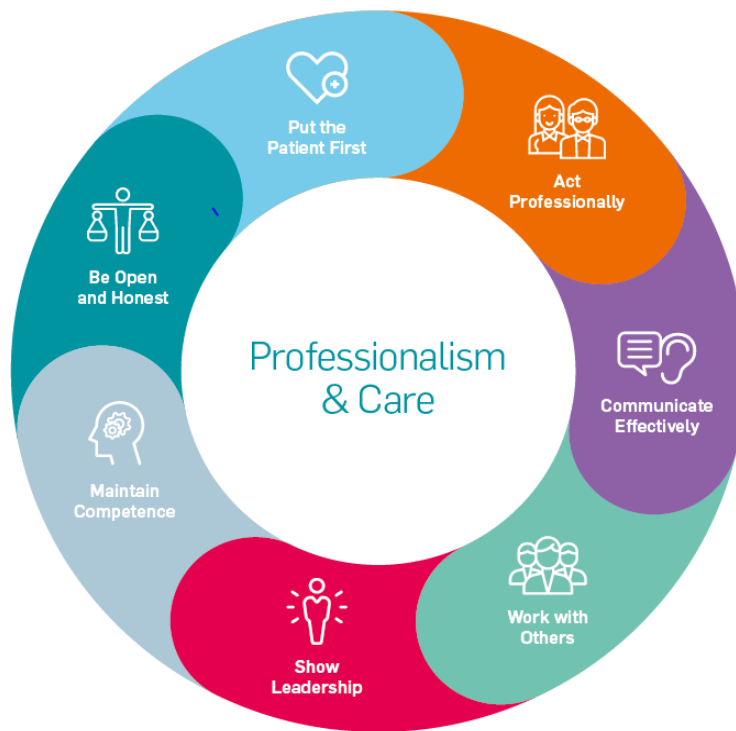 Put the
Patient First
Act
Professionally
Communicate
Effectively
Work with
Others
Show
Leadership
Maintain
Competence
Be Open
and Honest
Professionalism
& Care